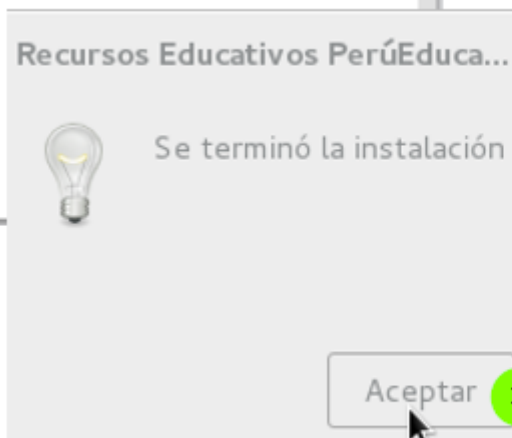 Recursos Educativos PerúEduca...
Se terminó la instalación
Aceptar